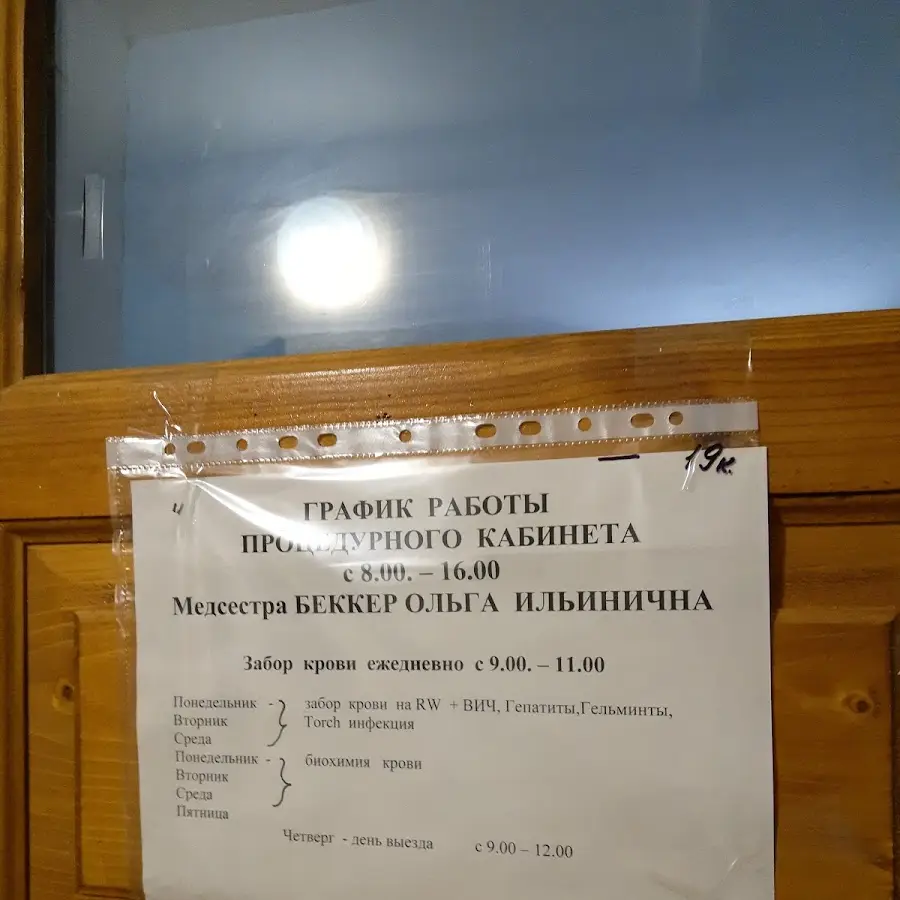 19к.
ГРАФИК РАБОТЫ
ПРОЦЕДУРНОГО КАБИНЕТА
с 8.00. – 16.00
Медсестра БЕККЕР ОЛЬГА ИЛЬИНИЧНА
Забор крови ежедневно с 9.00. – 11.00
Понедельник - забор крови на RW + ВИЧ, Гепатиты,Гельминты,
Вторник Torch инфекция
Среда
Понедельник - биохимия крови
Вторник
Среда
Пятница
Четверг - день выезда с 9.00 – 12.00